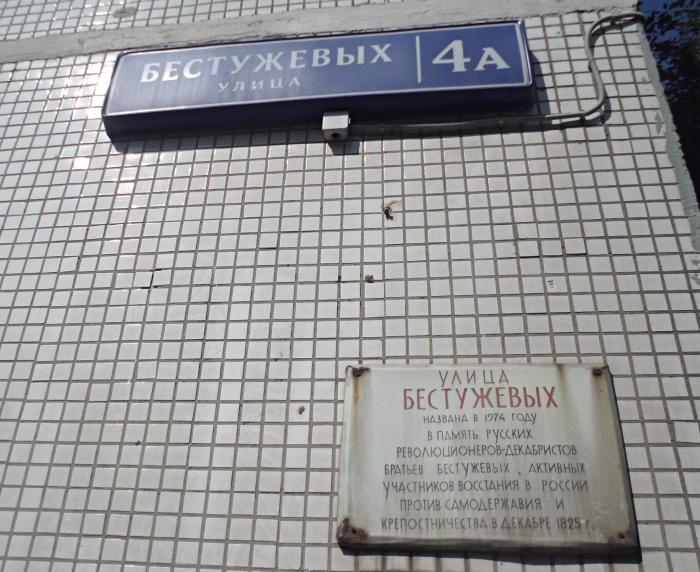 БЕСТУЖЕВЫХ 4А
УЛИЦА
УЛИЦА
БЕСТУЖЕВЫХ
НАЗВАНА В 1974 ГОДУ
В ПАМЯТЬ РУССКИХ
РЕВОЛЮЦИОНЕРОВ-ДЕКАБРИСТОВ
БРАТЬЕВ БЕСТУЖЕВЫХ, АКТИВНЫХ
УЧАСТНИКОВ ВОССТАНИЯ В РОССИИ
ПРОТИВ САМОДЕРЖАВИЯ И
КРЕПОСТНИЧЕСТВА В ДЕКАБРЕ 1825 г.